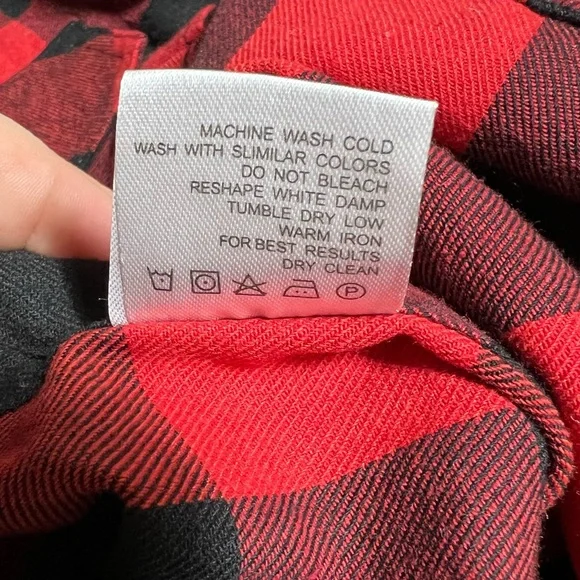 MACHINE WASH COLD
WASH WITH SLIMILAR COLORS
DO NOT BLEACH
RESHAPE WHITE DAMP
TUMBLE DRY LOW
WARM IRON
FOR BEST RESULTS
DRY CLEAN
P